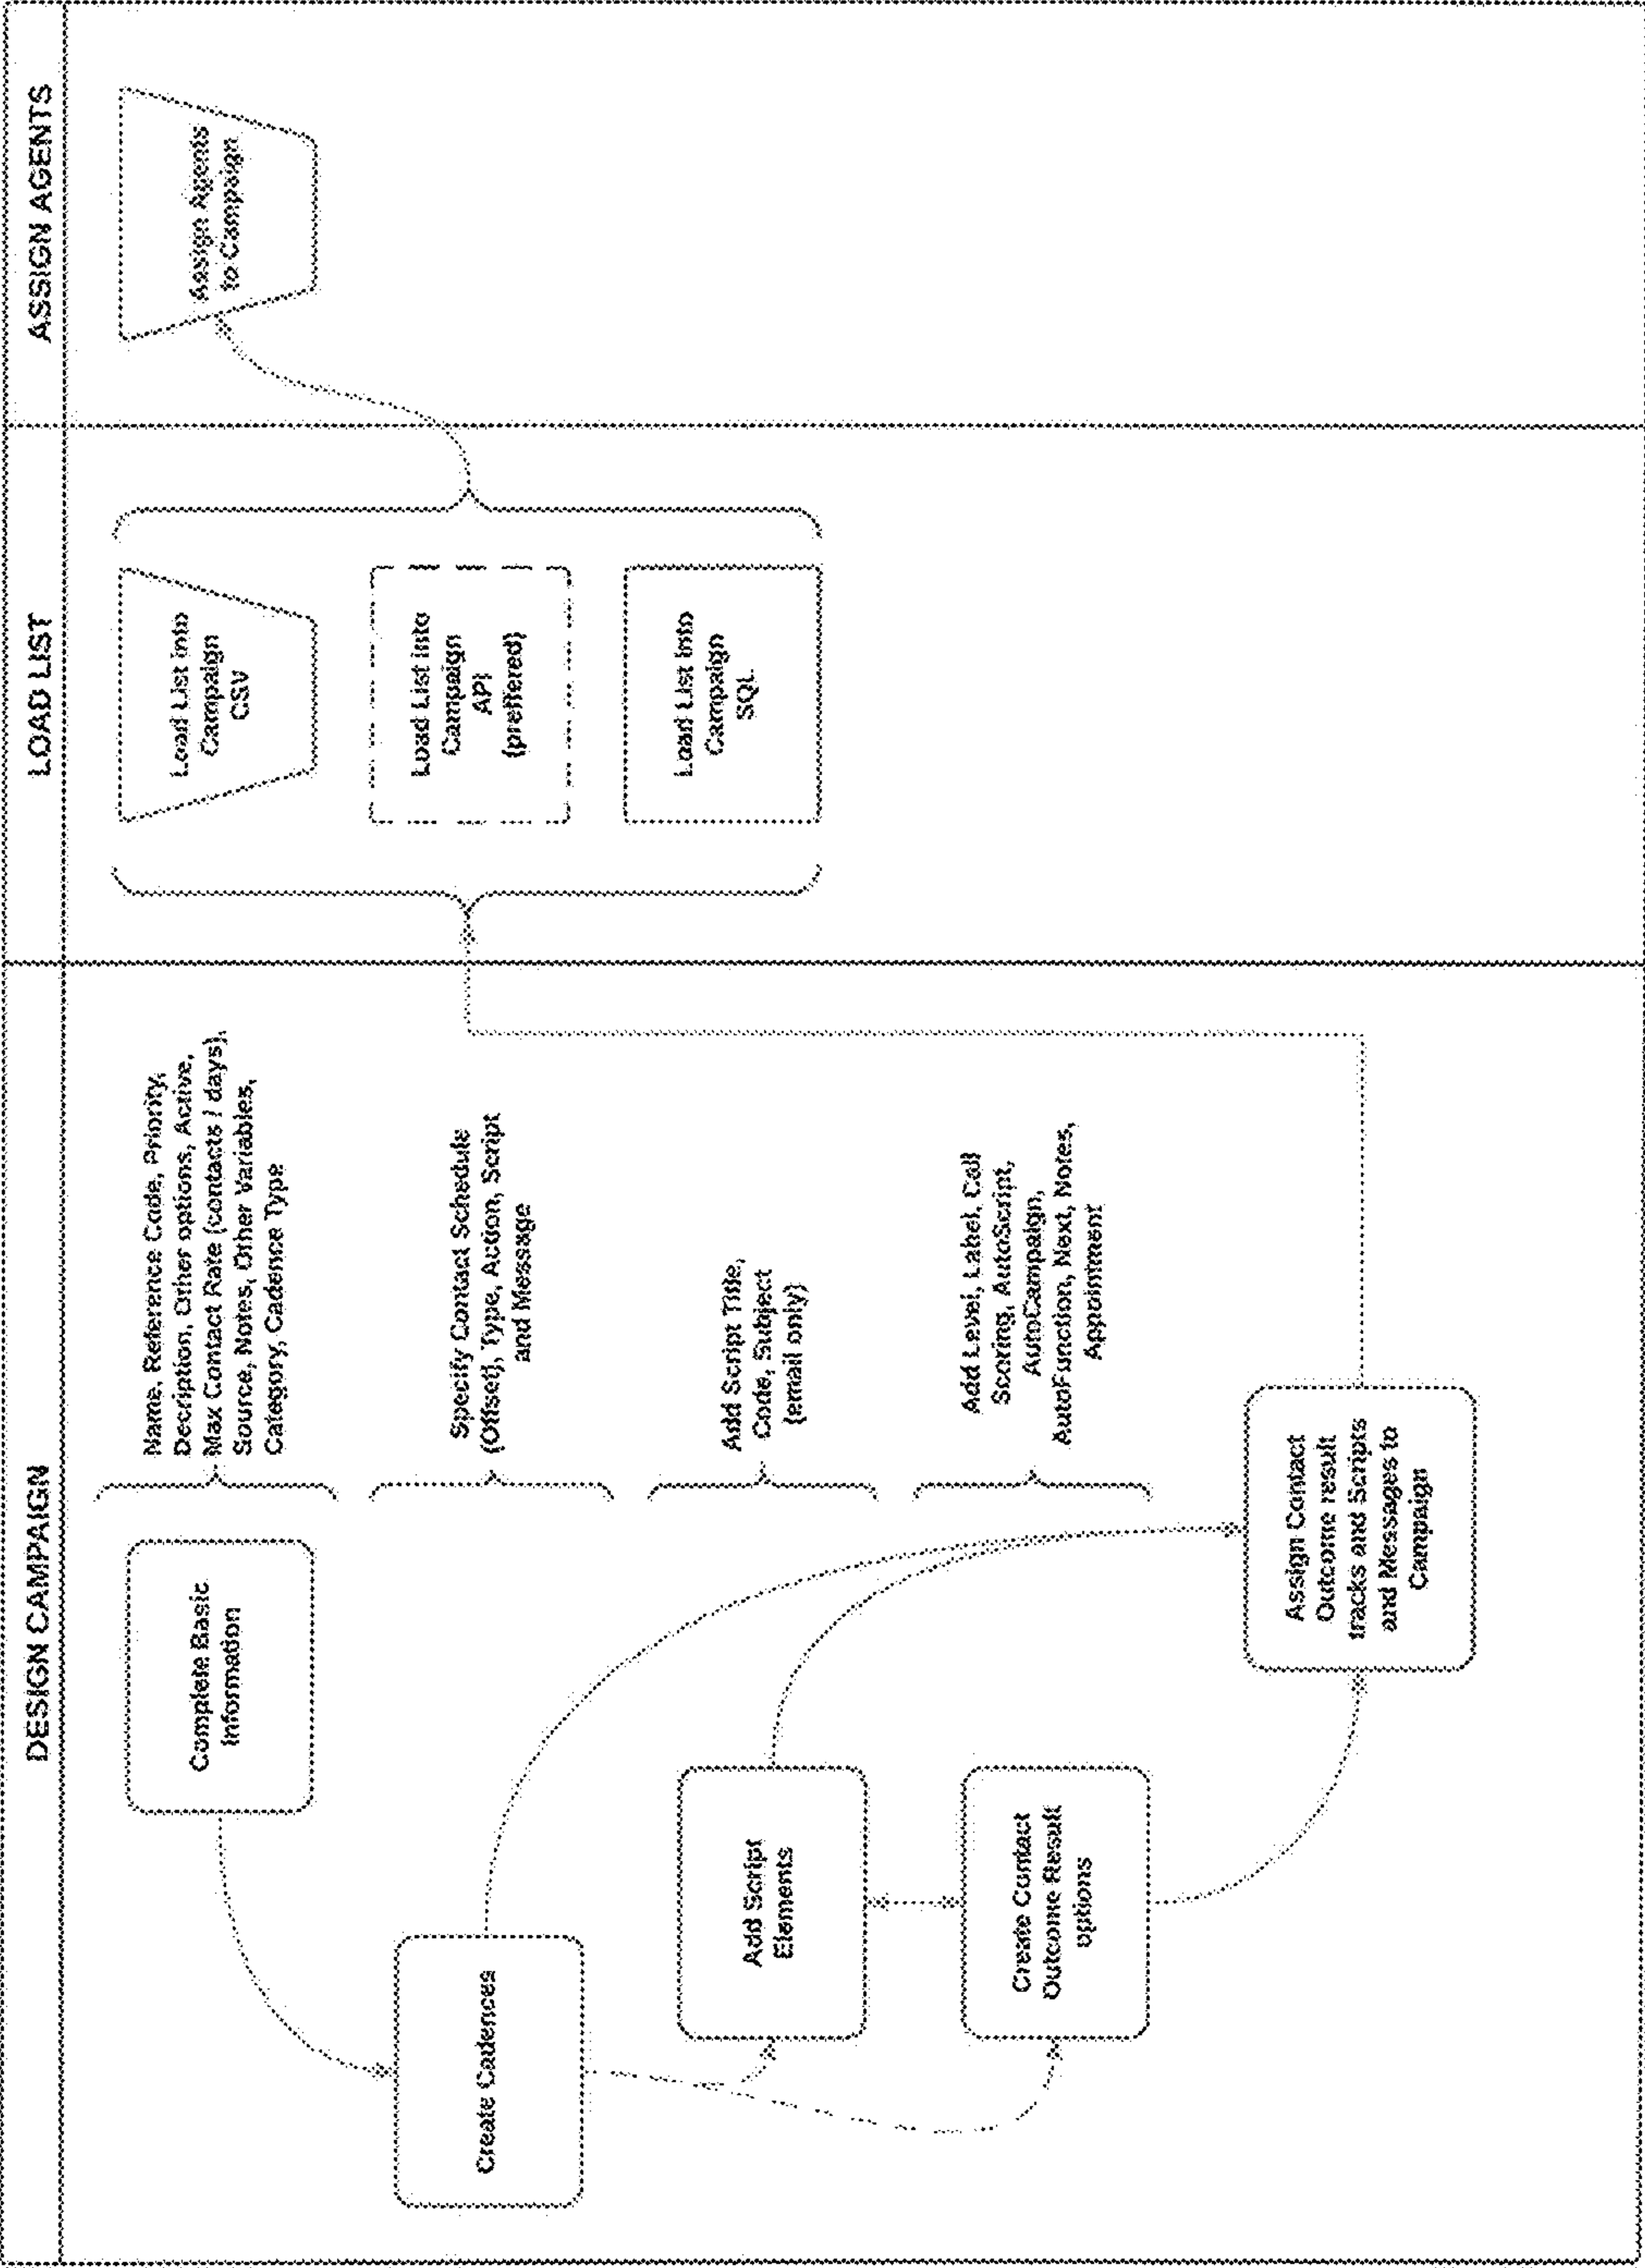 DESIGN CAMPAIGN
Complete Basic
Information
Name, Reference Code, Priority,
Decription, Other options, Active,
Max Contact Rate (contacts / days),
Source, Notes, Other Variables,
Category, Cadence Type
Create Cadences
Specify Contact Schedule
(Offset), Type, Action, Script
and Message
Add Script
Elements
Add Script Title,
Code, Subject
(email only)
Create Contact
Outcome Result
options
Add Level, Label, Call
Scoring, AutoScript,
AutoCampaign,
AutoFunction, Next, Notes,
Appointment
Assign Contact
Outcome result
tracks and Scripts
and Messages to
Campaign
LOAD LIST
Load List into
Campaign
CSV
Load List into
Campaign
API
(preffered)
Load List into
Campaign
SQL
ASSIGN AGENTS
Assign Agents
to Campaign